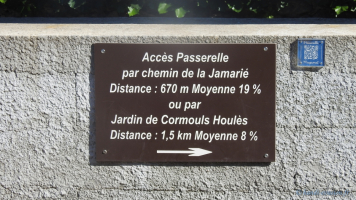 Accès Passerelle
par chemin de la Jamarié
Distance : 670 m Moyenne 19 %
ou par
Jardin de Cormouls Houlès
Distance : 1,5 km Moyenne 8 %